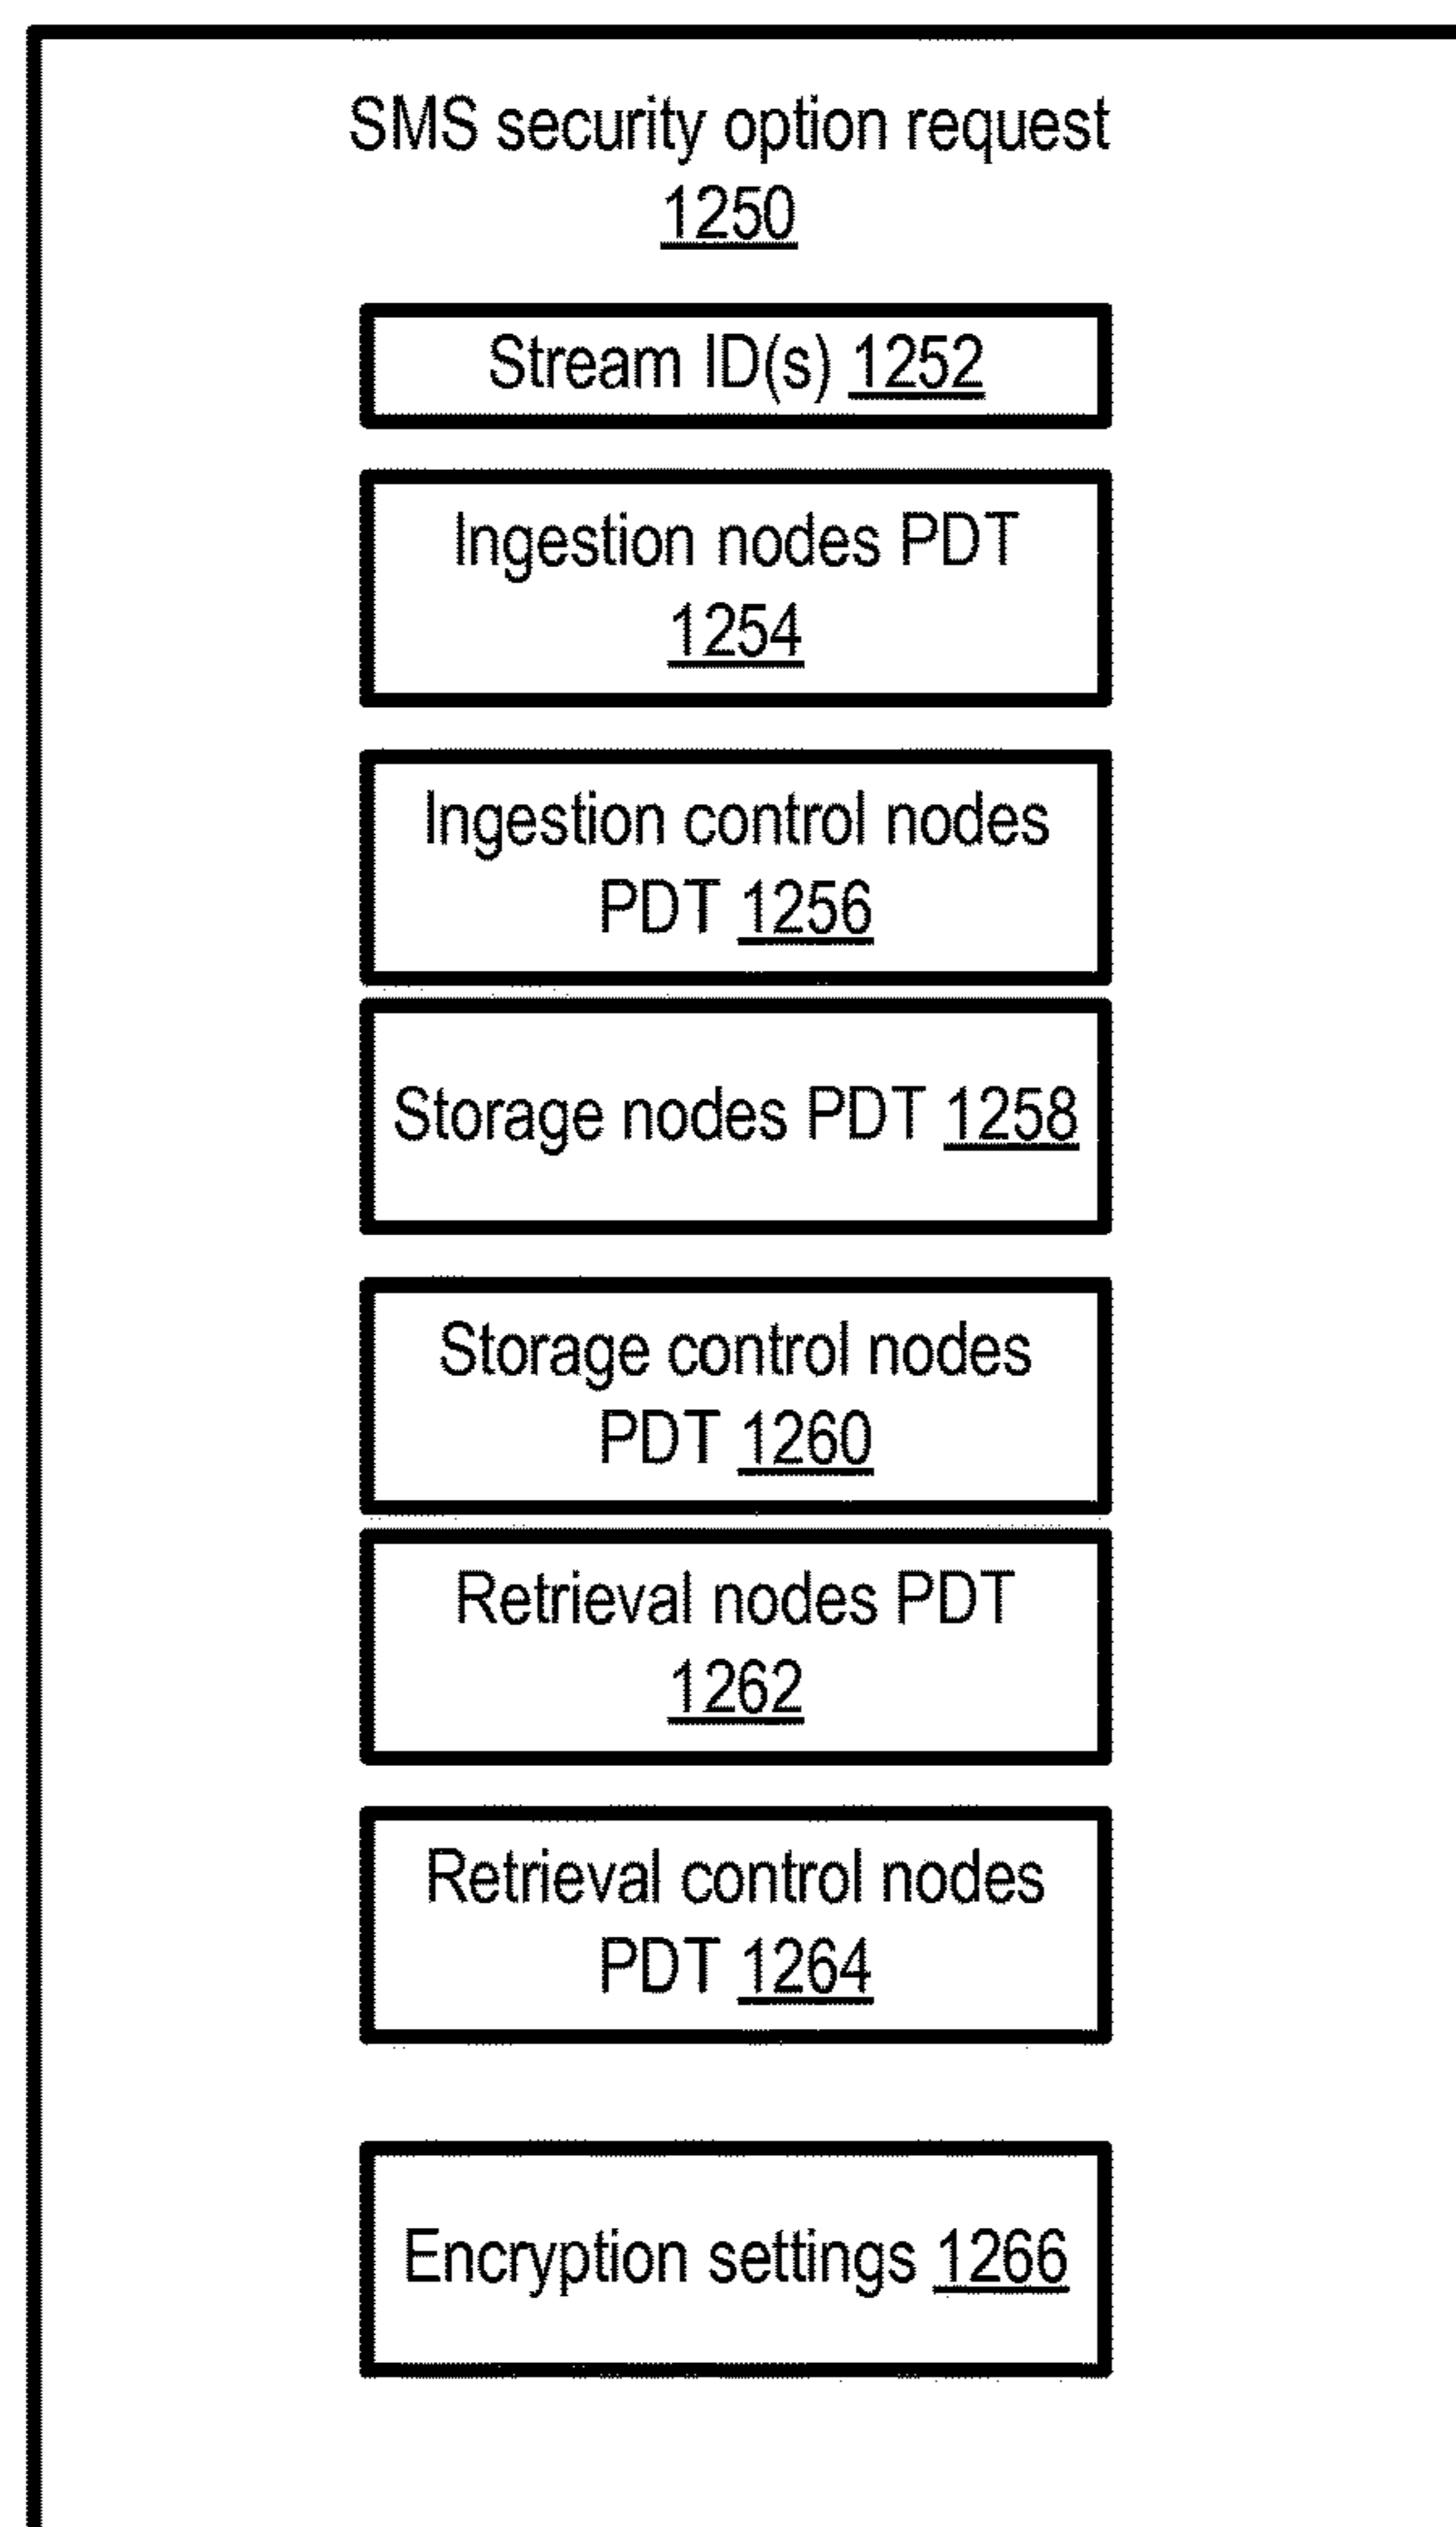 SMS security option request
1250
Stream ID(s) 1252
Ingestion nodes PDT
1254
Ingestion control nodes
PDT 1256
Storage nodes PDT 1258
Storage control nodes
PDT 1260
Retrieval nodes PDT
1262
Retrieval control nodes
PDT 1264
Encryption settings 1266